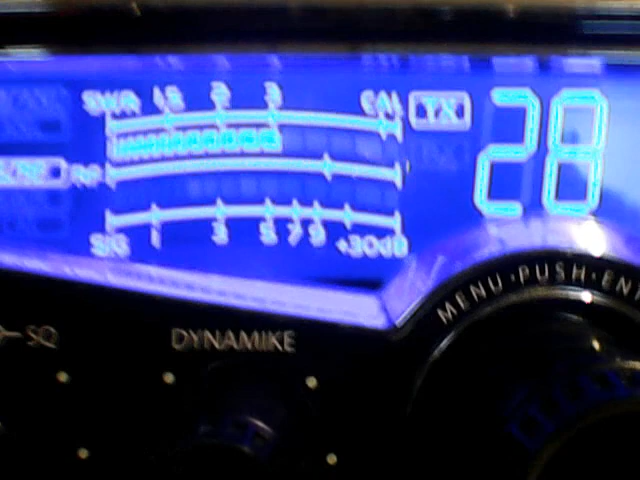 SWR 1.5 2 3 CAL
TX
28
RF
SIG 1 3 5 7 9 +30dB
MENU·PUSH·ENT
SQ
DYNAMIKE